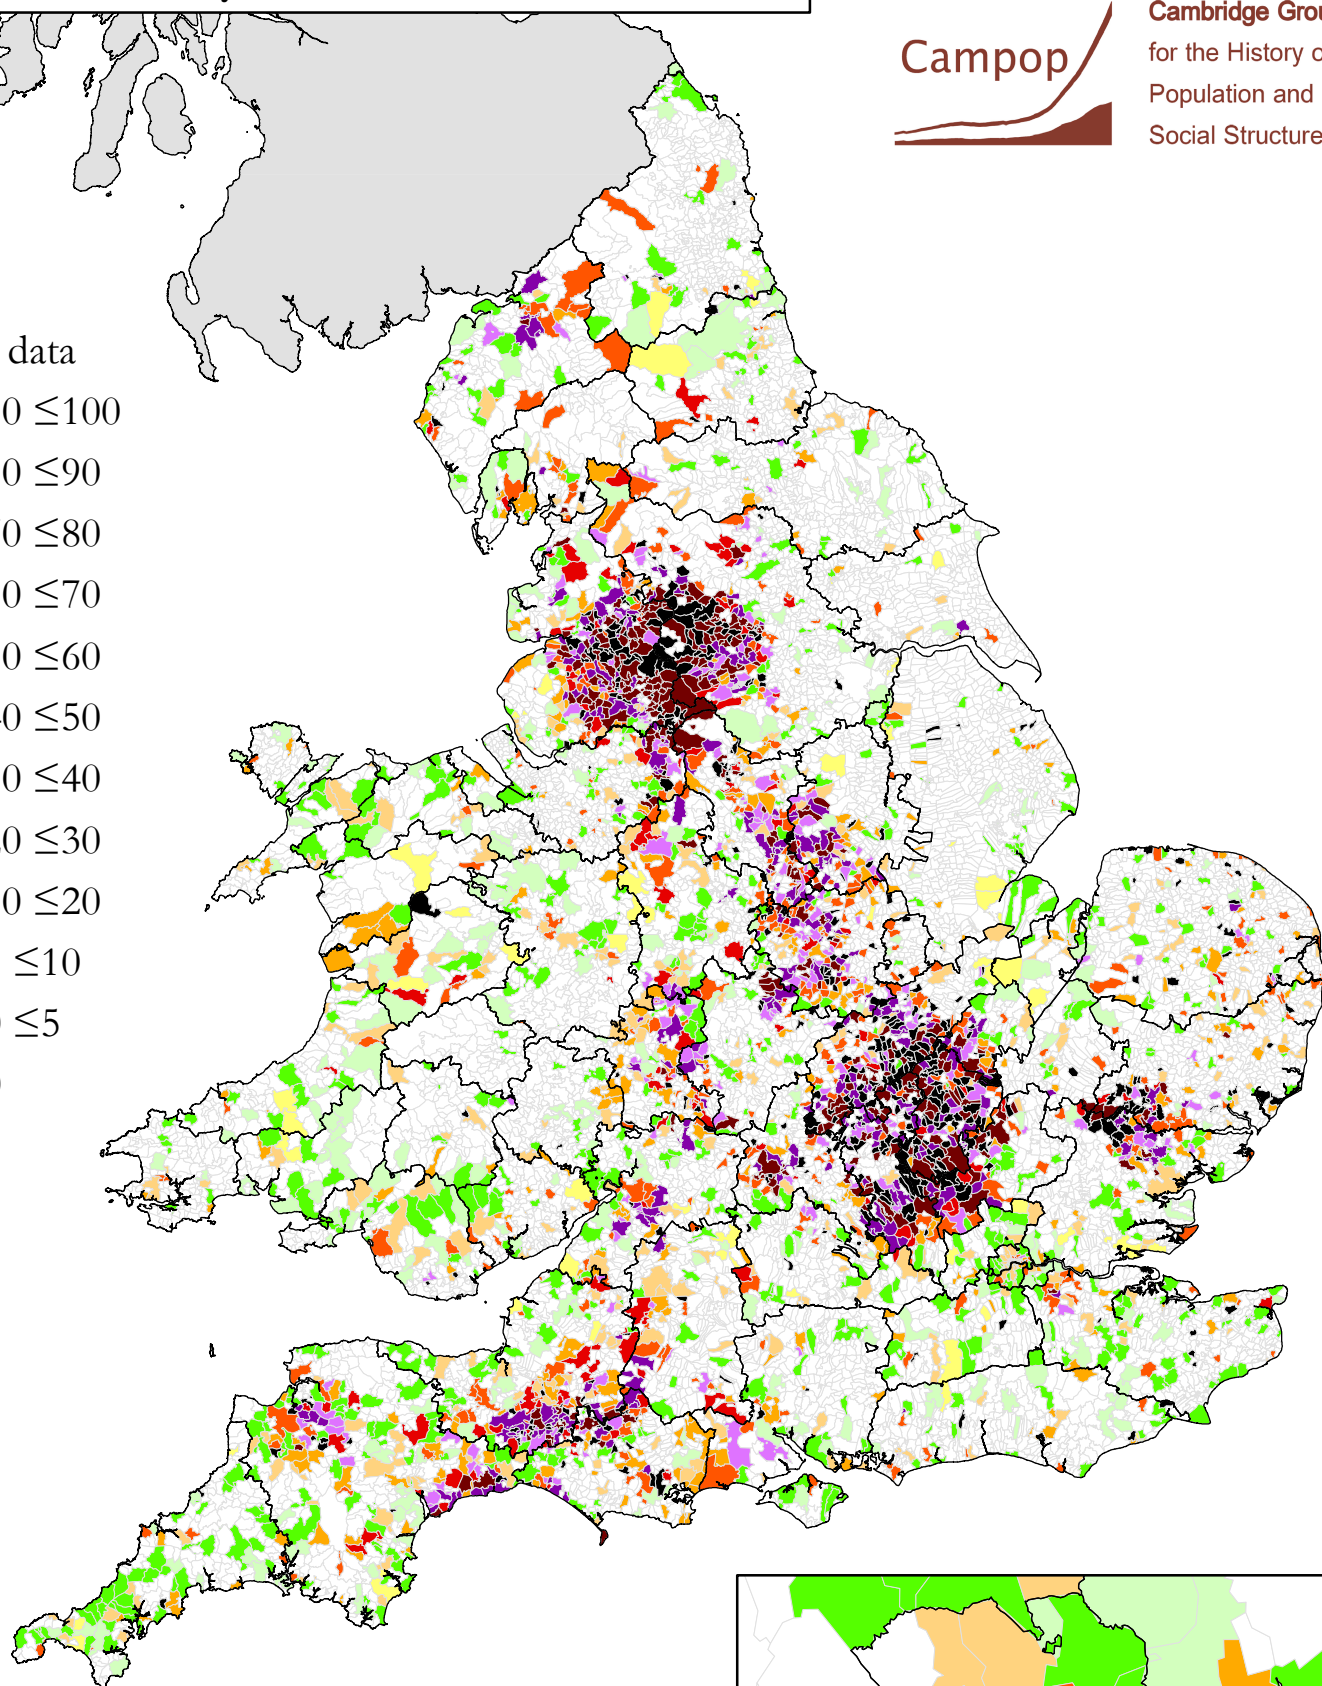 Campop
Cambridge Grou
for the History o
Population and
Social Structure
data
0 ≤100
0 ≤90
0 ≤80
0 ≤70
0 ≤60
0 ≤50
0 ≤40
0 ≤30
0 ≤20
≤10
≤5